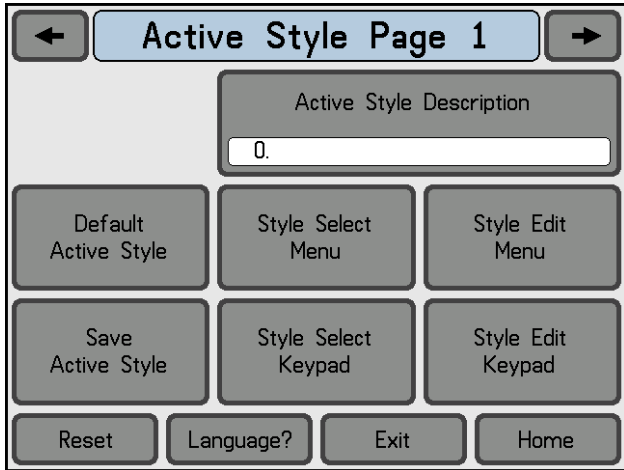 Active Style Page 1
Active Style Description
0.
Default
Active Style
Style Select
Menu
Style Edit
Menu
Save
Active Style
Style Select
Keypad
Style Edit
Keypad
Reset
Language?
Exit
Home